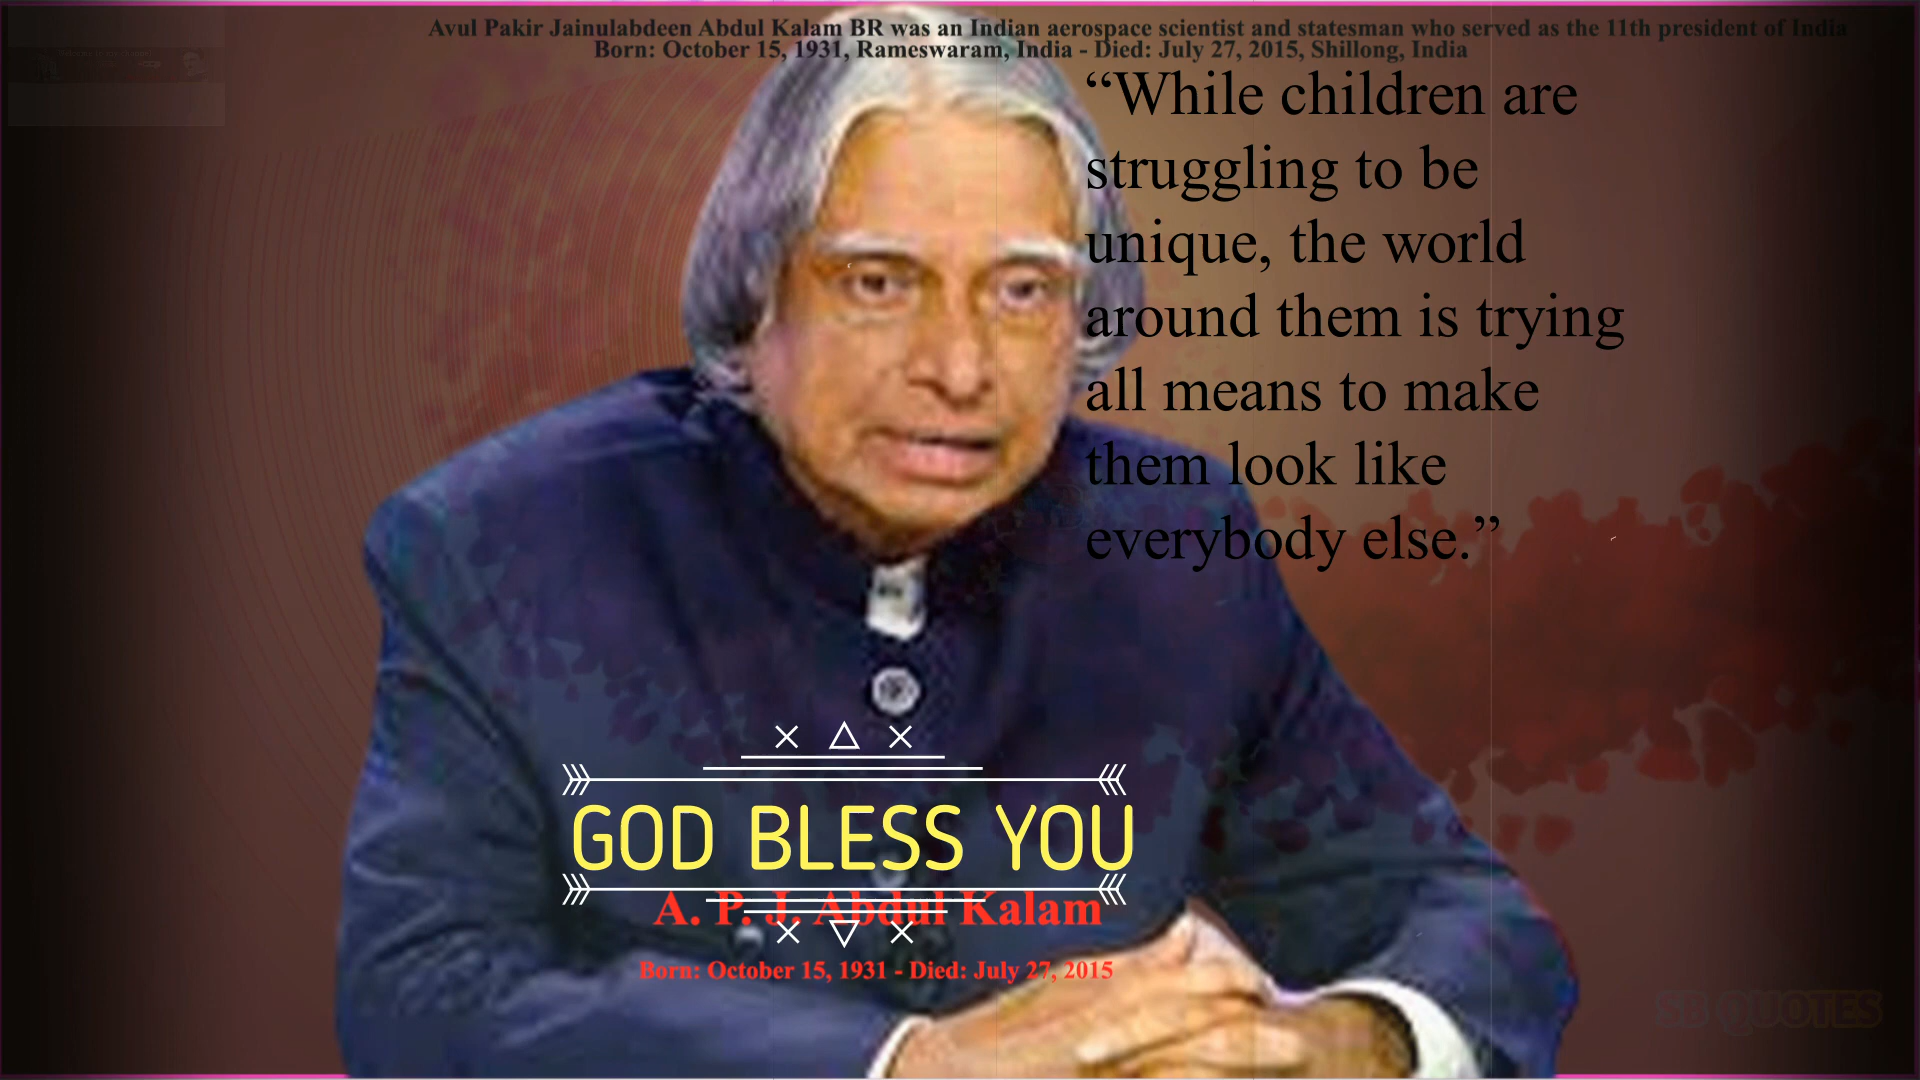 Avul Pakir Jainulabdeen Abdul Kalam BR was an Indian aerospace scientist and statesman who served as the 11th president of India
Born: October 15, 1931, Rameswaram, India - Died: July 27, 2015, Shillong, India
“While children are
struggling to be
unique, the world
around them is trying
all means to make
them look like
everybody else.”
GOD BLESS YOU
A. P. J. Abdul Kalam
Born: October 15, 1931 - Died: July 27, 2015
SB QUOTES